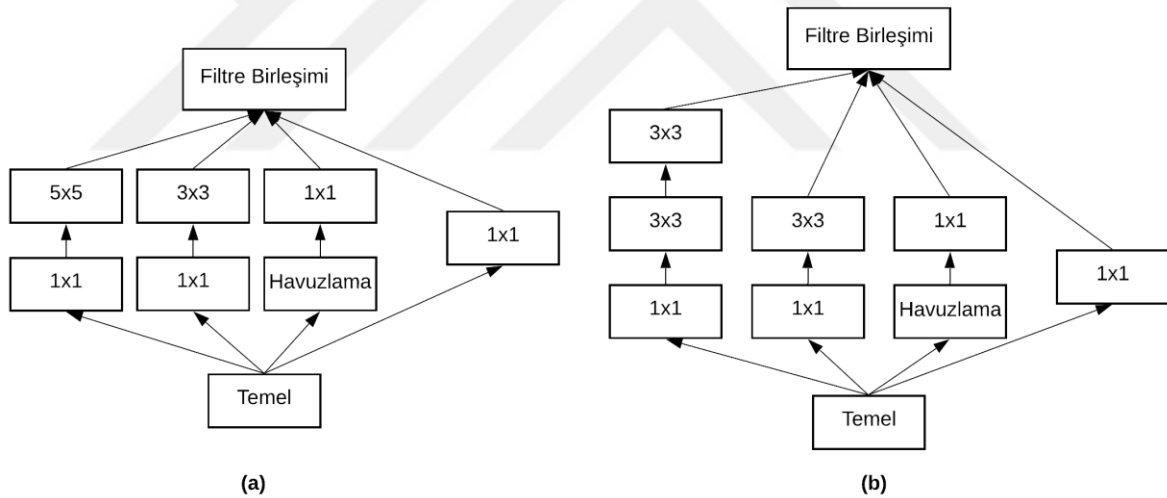 Filtre Birleşimi
5x5
3x3
1x1
1x1
1x1
1x1
Havuzlama
Temel
(a)
Filtre Birleşimi
3x3
3x3
3x3
1x1
1x1
1x1
1x1
Havuzlama
Temel
(b)